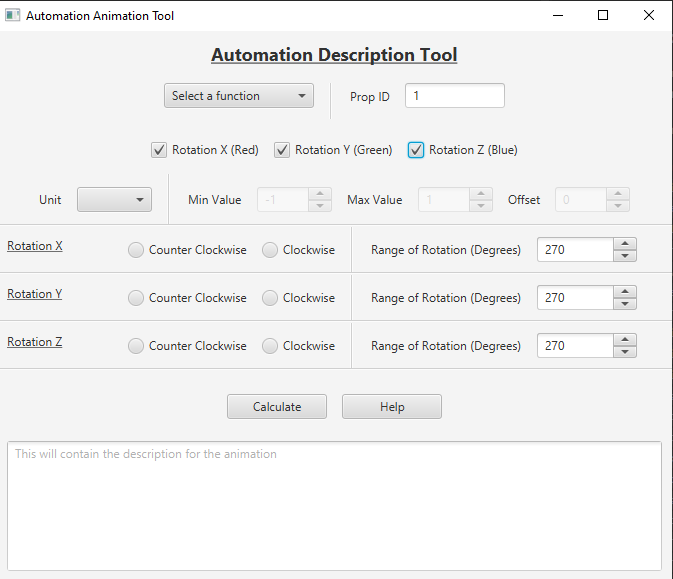 Automation Animation Tool
Automation Description Tool
Select a function Prop ID 1
Rotation X (Red) Rotation Y (Green) Rotation Z (Blue)
Unit Min Value -1 Max Value 1 Offset 0
Rotation X Counter Clockwise Clockwise Range of Rotation (Degrees) 270
Rotation Y Counter Clockwise Clockwise Range of Rotation (Degrees) 270
Rotation Z Counter Clockwise Clockwise Range of Rotation (Degrees) 270
Calculate Help
This will contain the description for the animation